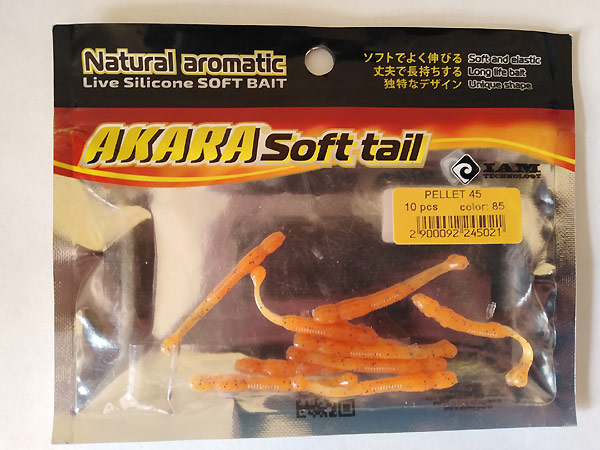 Natural aromatic
Live Silicone SOFT BAIT
ソフトでよく伸びる Soft and elastic
丈夫で長持ちする Long life bait
独特なデザイン Unique shape
AKARA Soft tail
IAM
TECHNOLOGY
PELLET 45
10 pcs color: 85
2 900092 245021